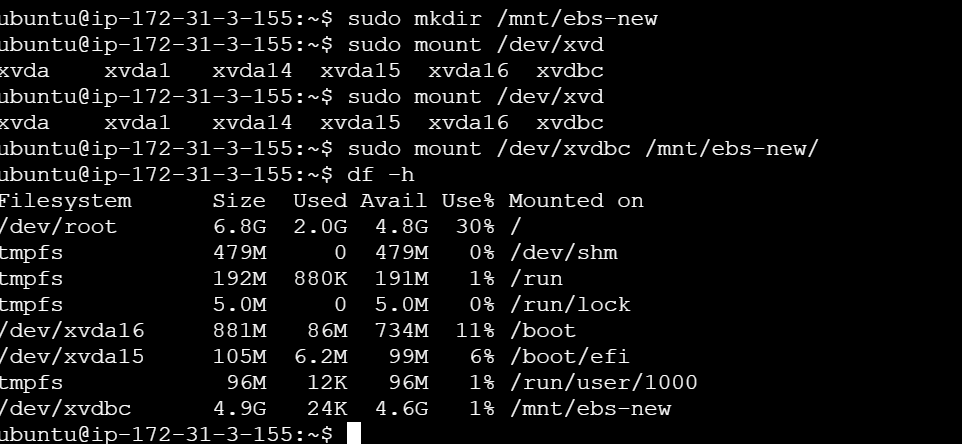 ubuntu@ip-172-31-3-155:~$ sudo mkdir /mnt/ebs-new
ubuntu@ip-172-31-3-155:~$ sudo mount /dev/xvd
xvda    xvda1   xvda14  xvda15  xvda16  xvdbc
ubuntu@ip-172-31-3-155:~$ sudo mount /dev/xvd
xvda    xvda1   xvda14  xvda15  xvda16  xvdbc
ubuntu@ip-172-31-3-155:~$ sudo mount /dev/xvdbc /mnt/ebs-new/
ubuntu@ip-172-31-3-155:~$ df -h
Filesystem      Size  Used Avail Use% Mounted on
/dev/root       6.8G  2.0G  4.8G  30% /
tmpfs           479M     0  479M   0% /dev/shm
tmpfs           192M  880K  191M   1% /run
tmpfs           5.0M     0  5.0M   0% /run/lock
/dev/xvda16     881M   86M  734M  11% /boot
/dev/xvda15     105M  6.2M   99M   6% /boot/efi
tmpfs            96M   12K   96M   1% /run/user/1000
/dev/xvdbc      4.9G   24K  4.6G   1% /mnt/ebs-new
ubuntu@ip-172-31-3-155:~$